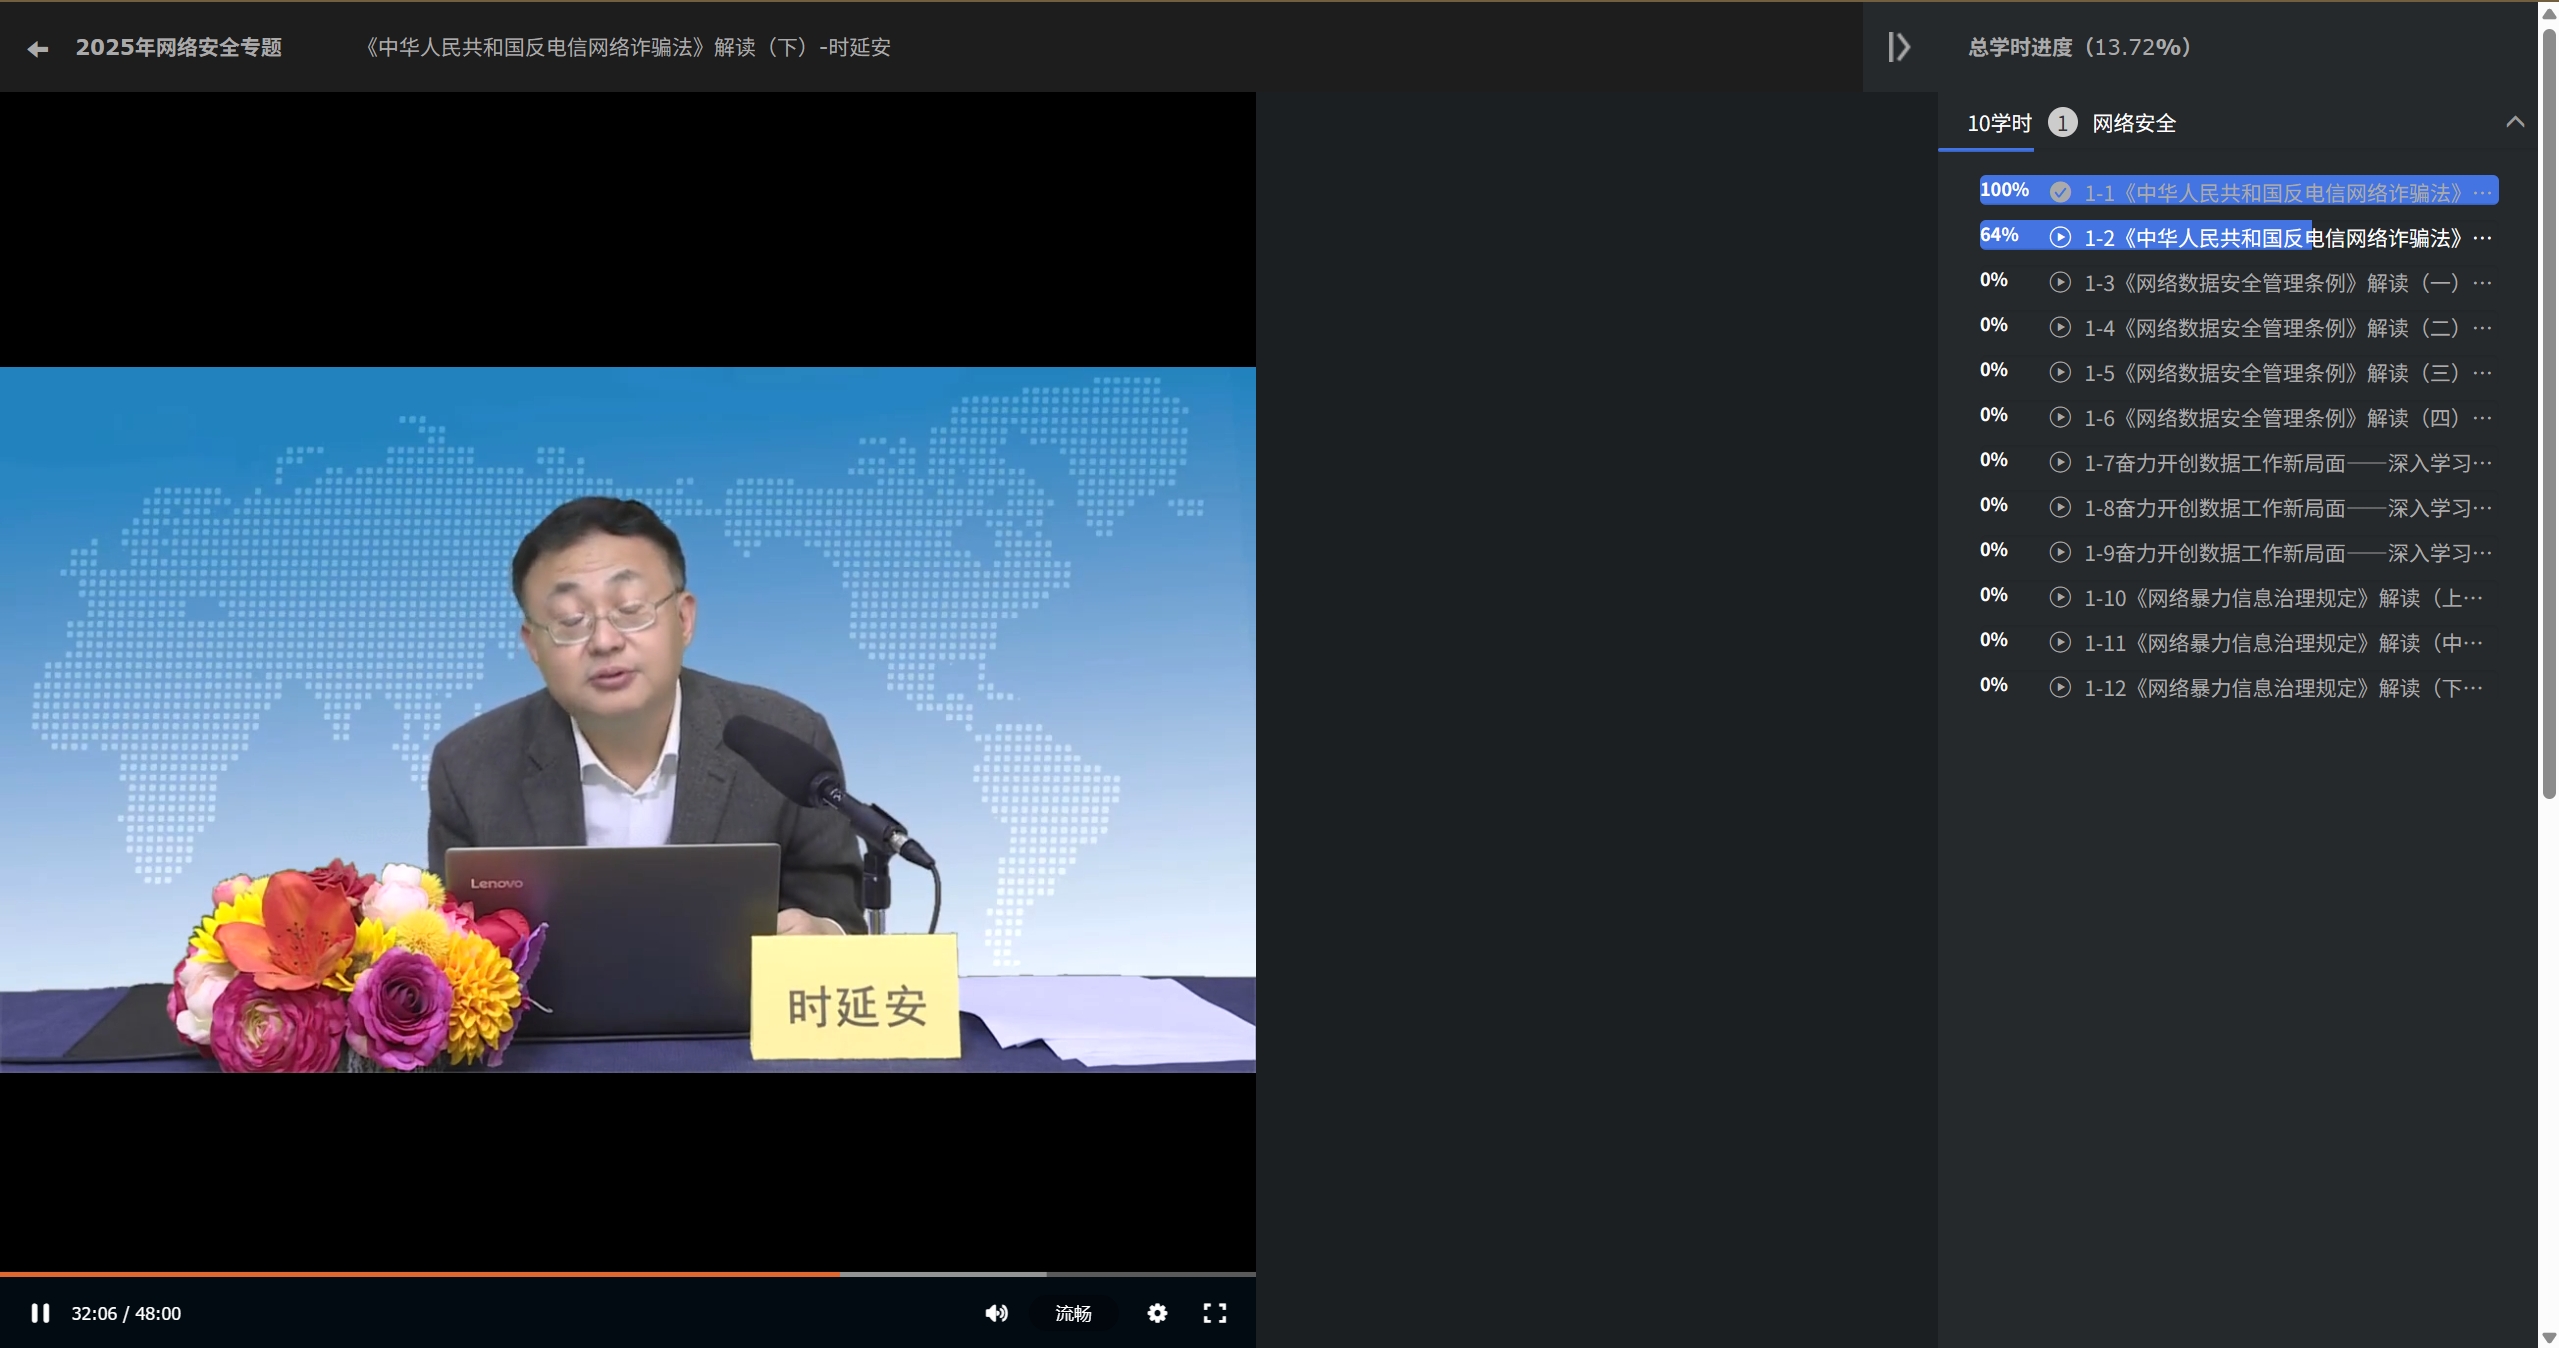 2025年网络安全专题
《中华人民共和国反电信网络诈骗法》解读（下）-时延安
总学时进度（13.72%）
10学时 1 网络安全
100% 1-1《中华人民共和国反电信网络诈骗法》…
64% 1-2《中华人民共和国反电信网络诈骗法》…
0% 1-3《网络数据安全管理条例》解读（一）…
0% 1-4《网络数据安全管理条例》解读（二）…
0% 1-5《网络数据安全管理条例》解读（三）…
0% 1-6《网络数据安全管理条例》解读（四）…
0% 1-7奋力开创数据工作新局面——深入学习…
0% 1-8奋力开创数据工作新局面——深入学习…
0% 1-9奋力开创数据工作新局面——深入学习…
0% 1-10《网络暴力信息治理规定》解读（上…
0% 1-11《网络暴力信息治理规定》解读（中…
0% 1-12《网络暴力信息治理规定》解读（下…
Lenovo
时延安
32:06 / 48:00
流畅